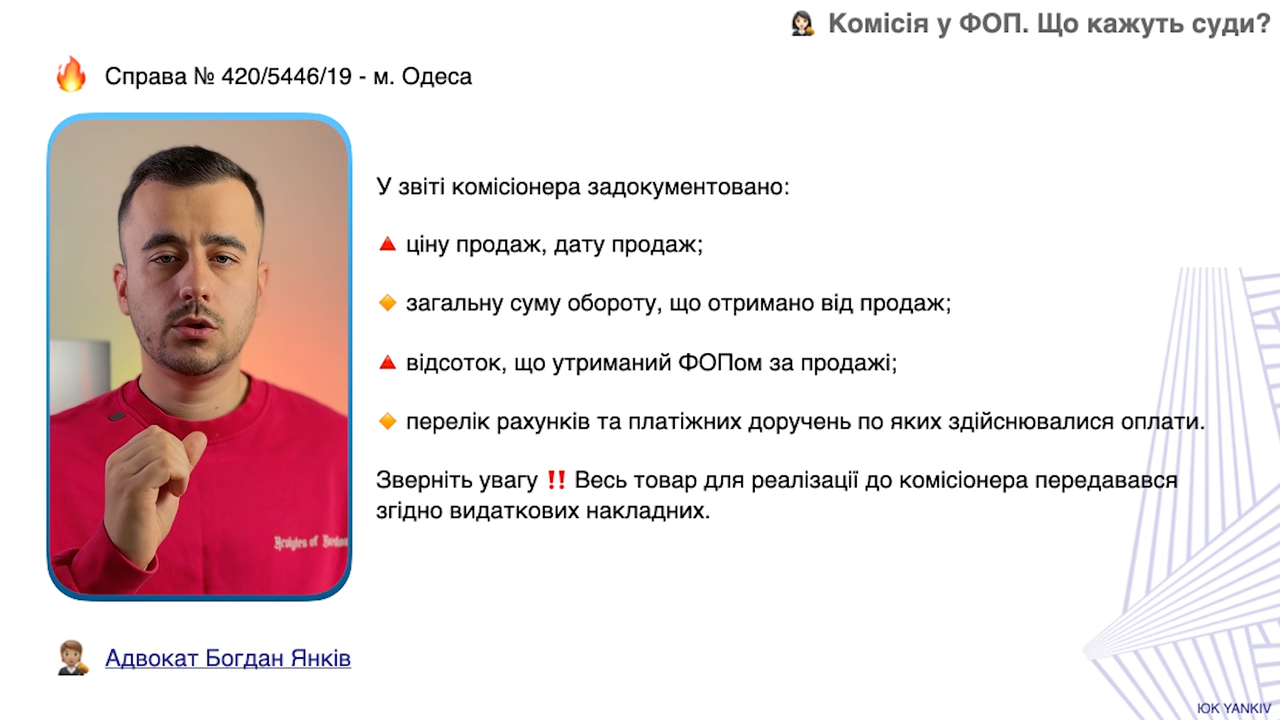 Комісія у ФОП. Що кажуть суди?
Справа № 420/5446/19 - м. Одеса
У звіті комісіонера задокументовано:
ціну продаж, дату продаж;
загальну суму обороту, що отримано від продаж;
відсоток, що утриманий ФОПом за продажі;
перелік рахунків та платіжних доручень по яких здійснювалися оплати.
Зверніть увагу ‼️ Весь товар для реалізації до комісіонера передавався
згідно видаткових накладних.
Адвокат Богдан Янків
ЮК YANKIV